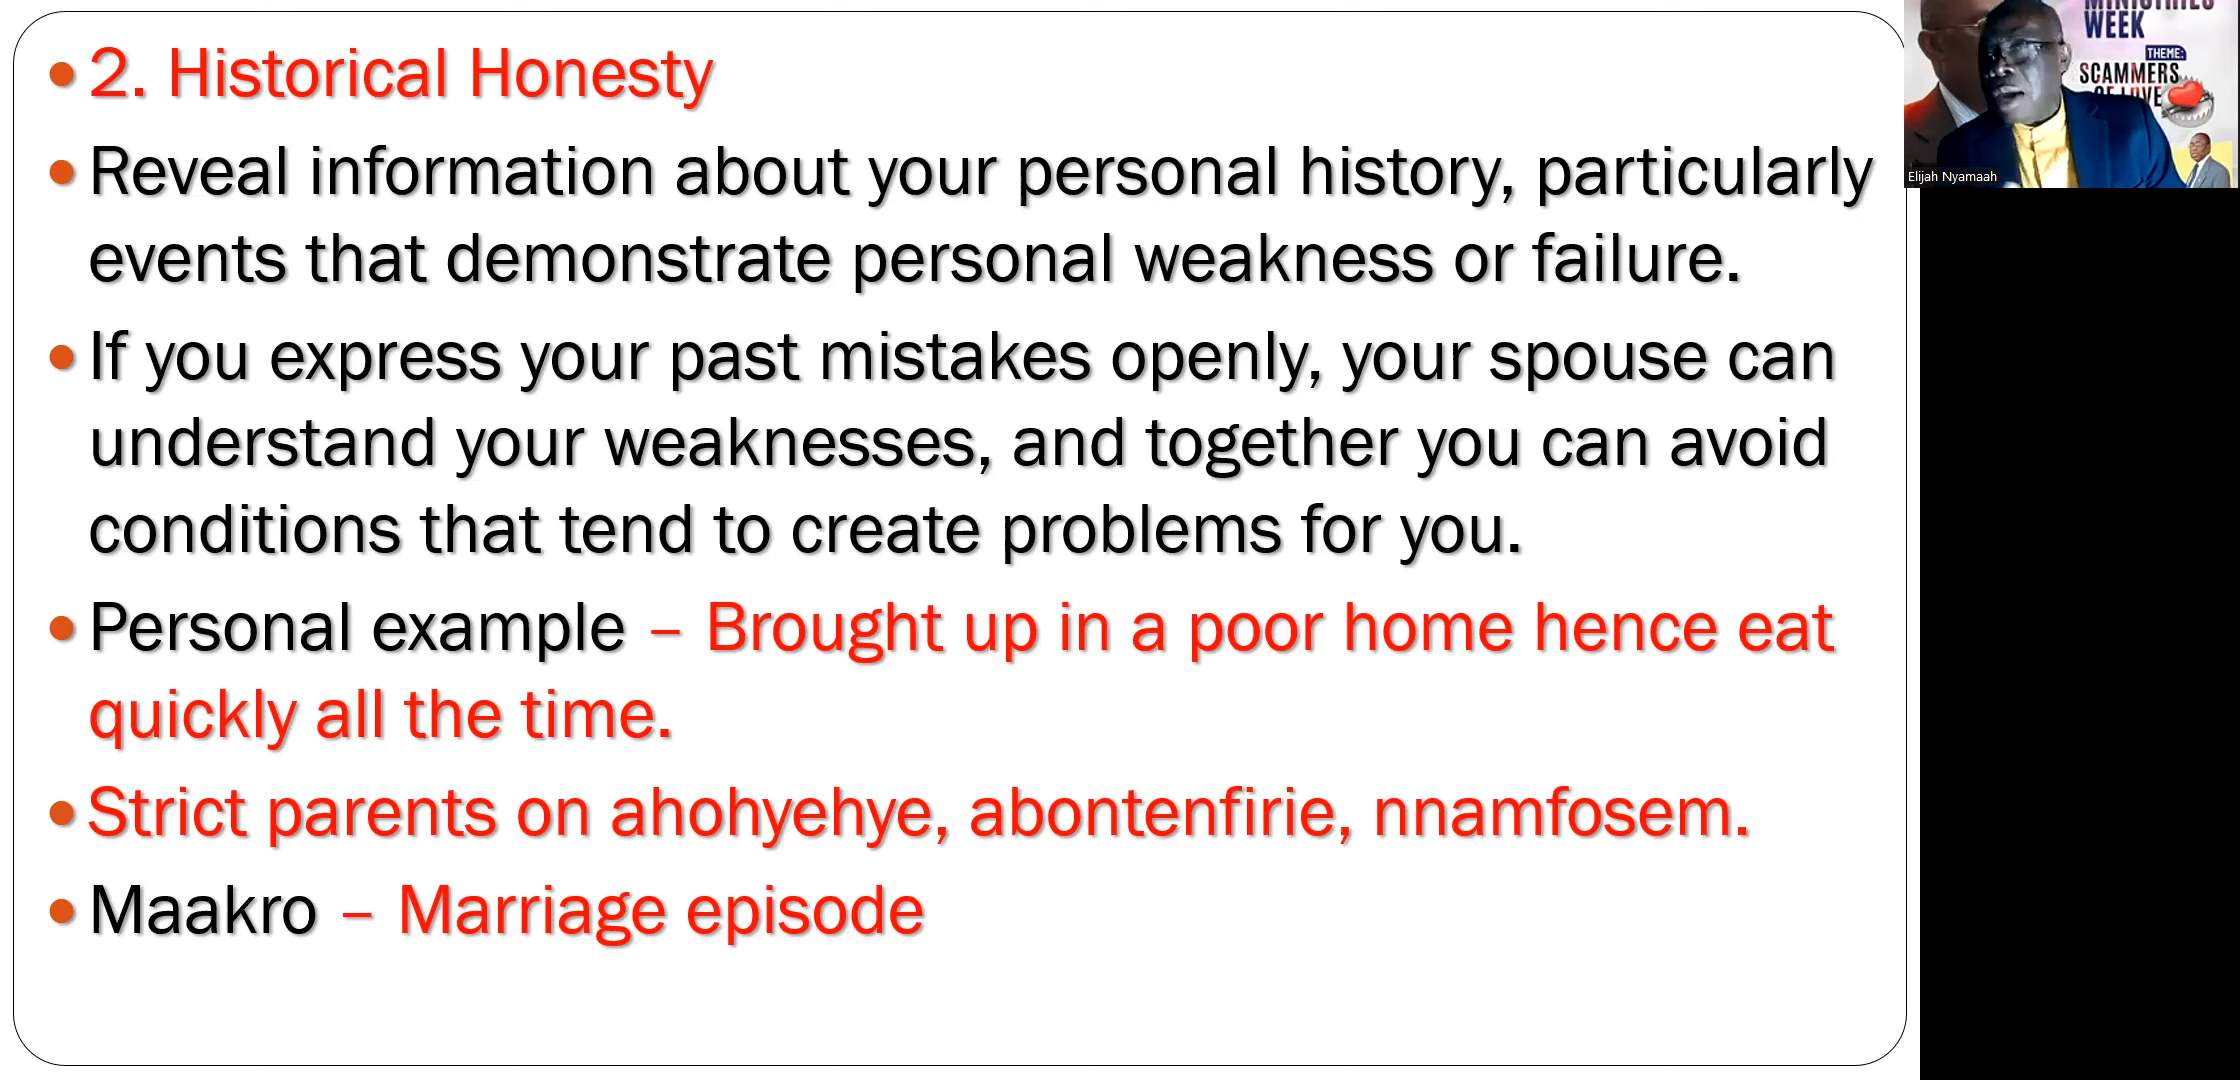 • 2. Historical Honesty
• Reveal information about your personal history, particularly
events that demonstrate personal weakness or failure.
• If you express your past mistakes openly, your spouse can
understand your weaknesses, and together you can avoid
conditions that tend to create problems for you.
• Personal example – Brought up in a poor home hence eat
quickly all the time.
• Strict parents on ahohyehye, abontenfirie, nnamfosem.
• Maakro – Marriage episode
MINISTRIES
WEEK
THEME:
SCAMMERS
OF LOVE
Elijah Nyamaah